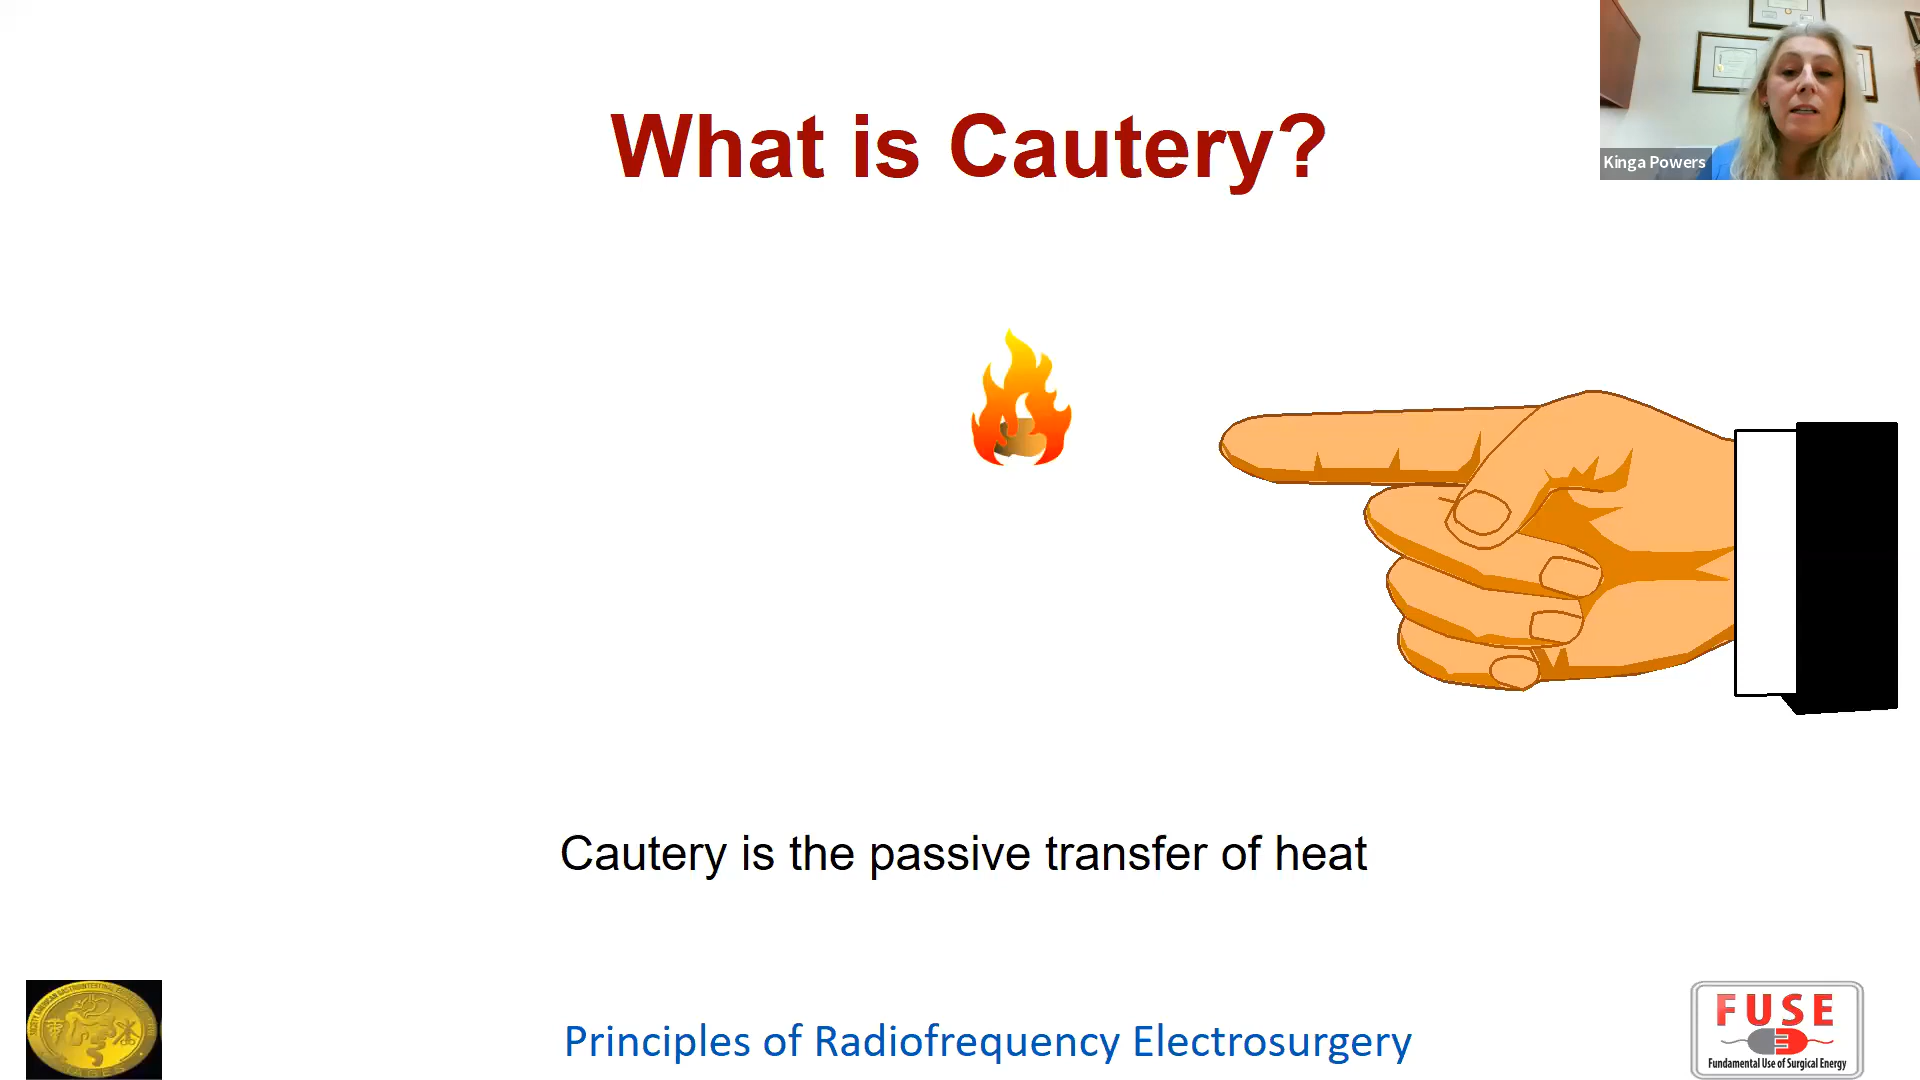 What is Cautery?
Kinga Powers
Cautery is the passive transfer of heat
Principles of Radiofrequency Electrosurgery
FUSE
Fundamental Use of Surgical Energy